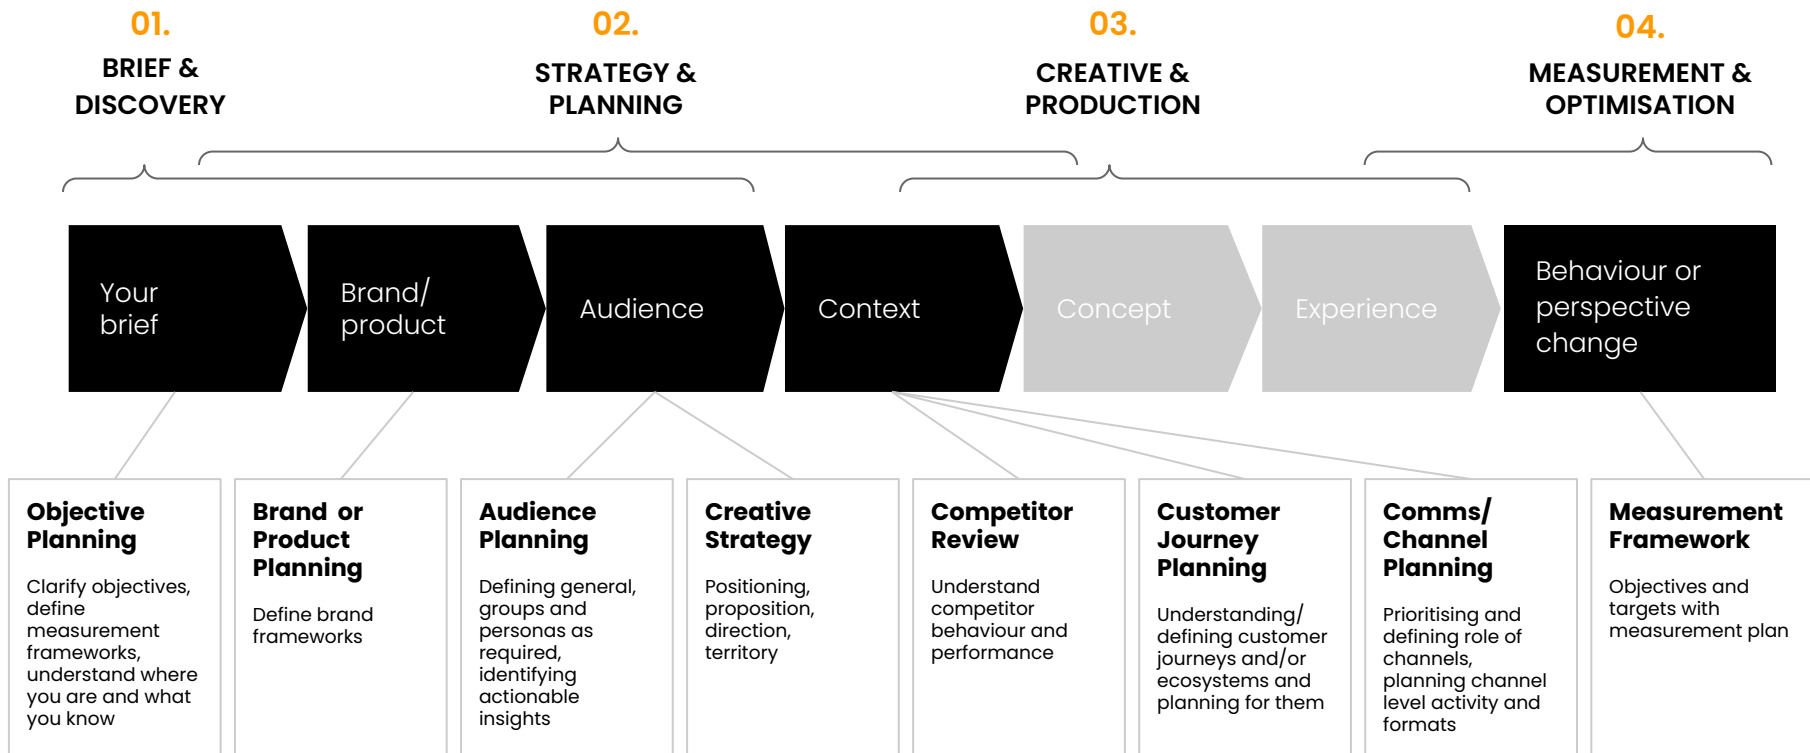 01.
BRIEF &
DISCOVERY
02.
STRATEGY &
PLANNING
03.
CREATIVE &
PRODUCTION
04.
MEASUREMENT &
OPTIMISATION
Your
brief
Brand/
product
Audience
Context
Concept
Experience
Behaviour or
perspective
change
Objective
Planning
Clarify objectives,
define
measurement
frameworks,
understand where
you are and what
you know
Brand or
Product
Planning
Define brand
frameworks
Audience
Planning
Defining general,
groups and
personas as
required,
identifying
actionable
insights
Creative
Strategy
Positioning,
proposition,
direction,
territory
Competitor
Review
Understand
competitor
behaviour and
performance
Customer
Journey
Planning
Understanding/
defining customer
journeys and/or
ecosystems and
planning for them
Comms/
Channel
Planning
Prioritising and
defining role of
channels,
planning channel
level activity and
formats
Measurement
Framework
Objectives and
targets with
measurement plan